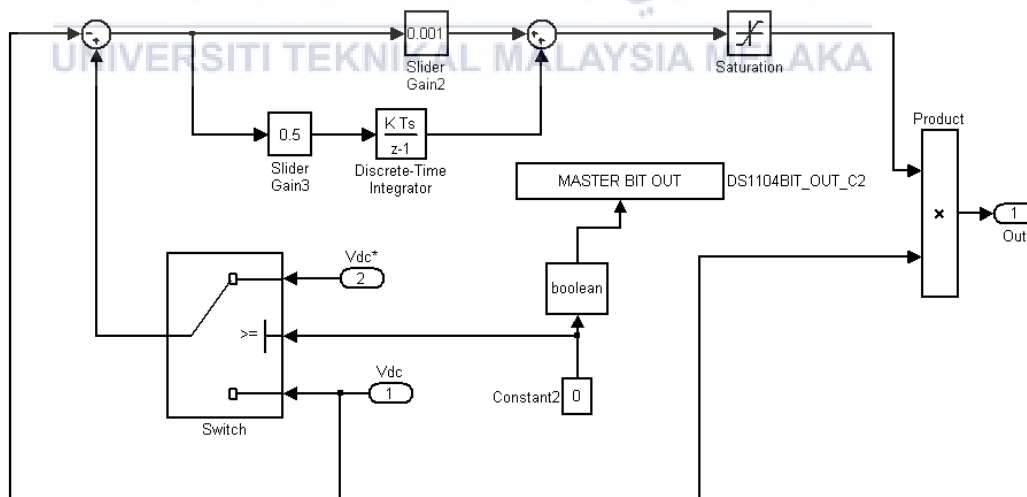 UNIVERSITI TEKNIKAL MALAYSIA MELAKA
0.001
Slider
Gain2
Saturation
Product
0.5
Slider
Gain3
K Ts
z-1
Discrete-Time
Integrator
MASTER BIT OUT
DS1104BIT_OUT_C2
×
1
Out
Vdc*
2
boolean
>=
Vdc
1
Constant2
0
Switch